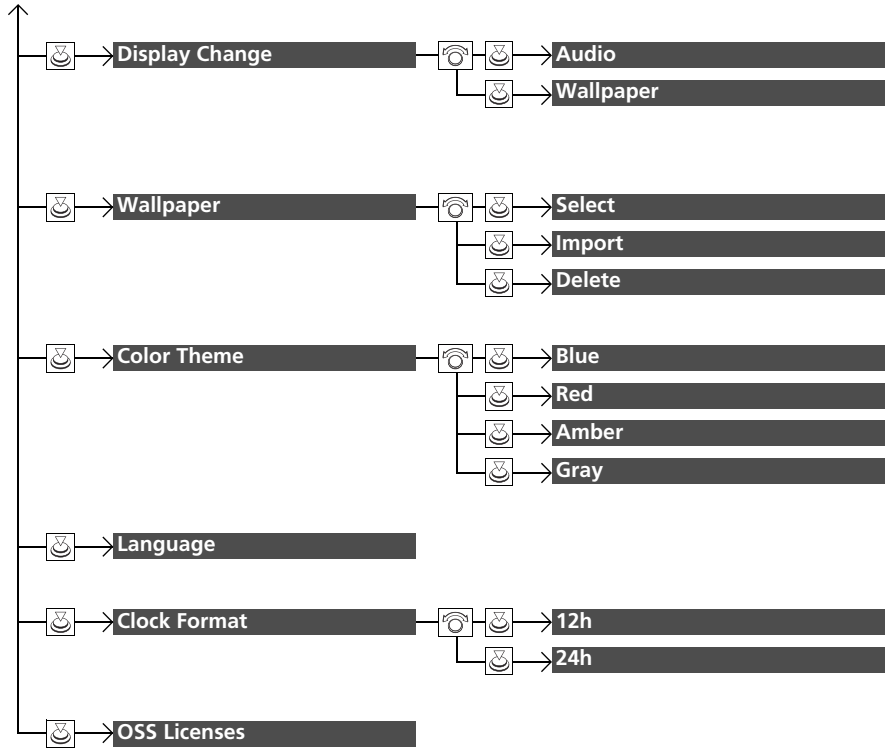 Display Change
Audio
Wallpaper
Wallpaper
Select
Import
Delete
Color Theme
Blue
Red
Amber
Gray
Language
Clock Format
12h
24h
OSS Licenses